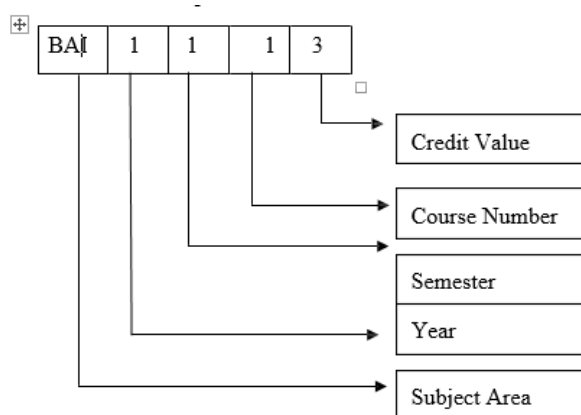 BAI 1 1 1 3
Credit Value
Course Number
Semester
Year
Subject Area